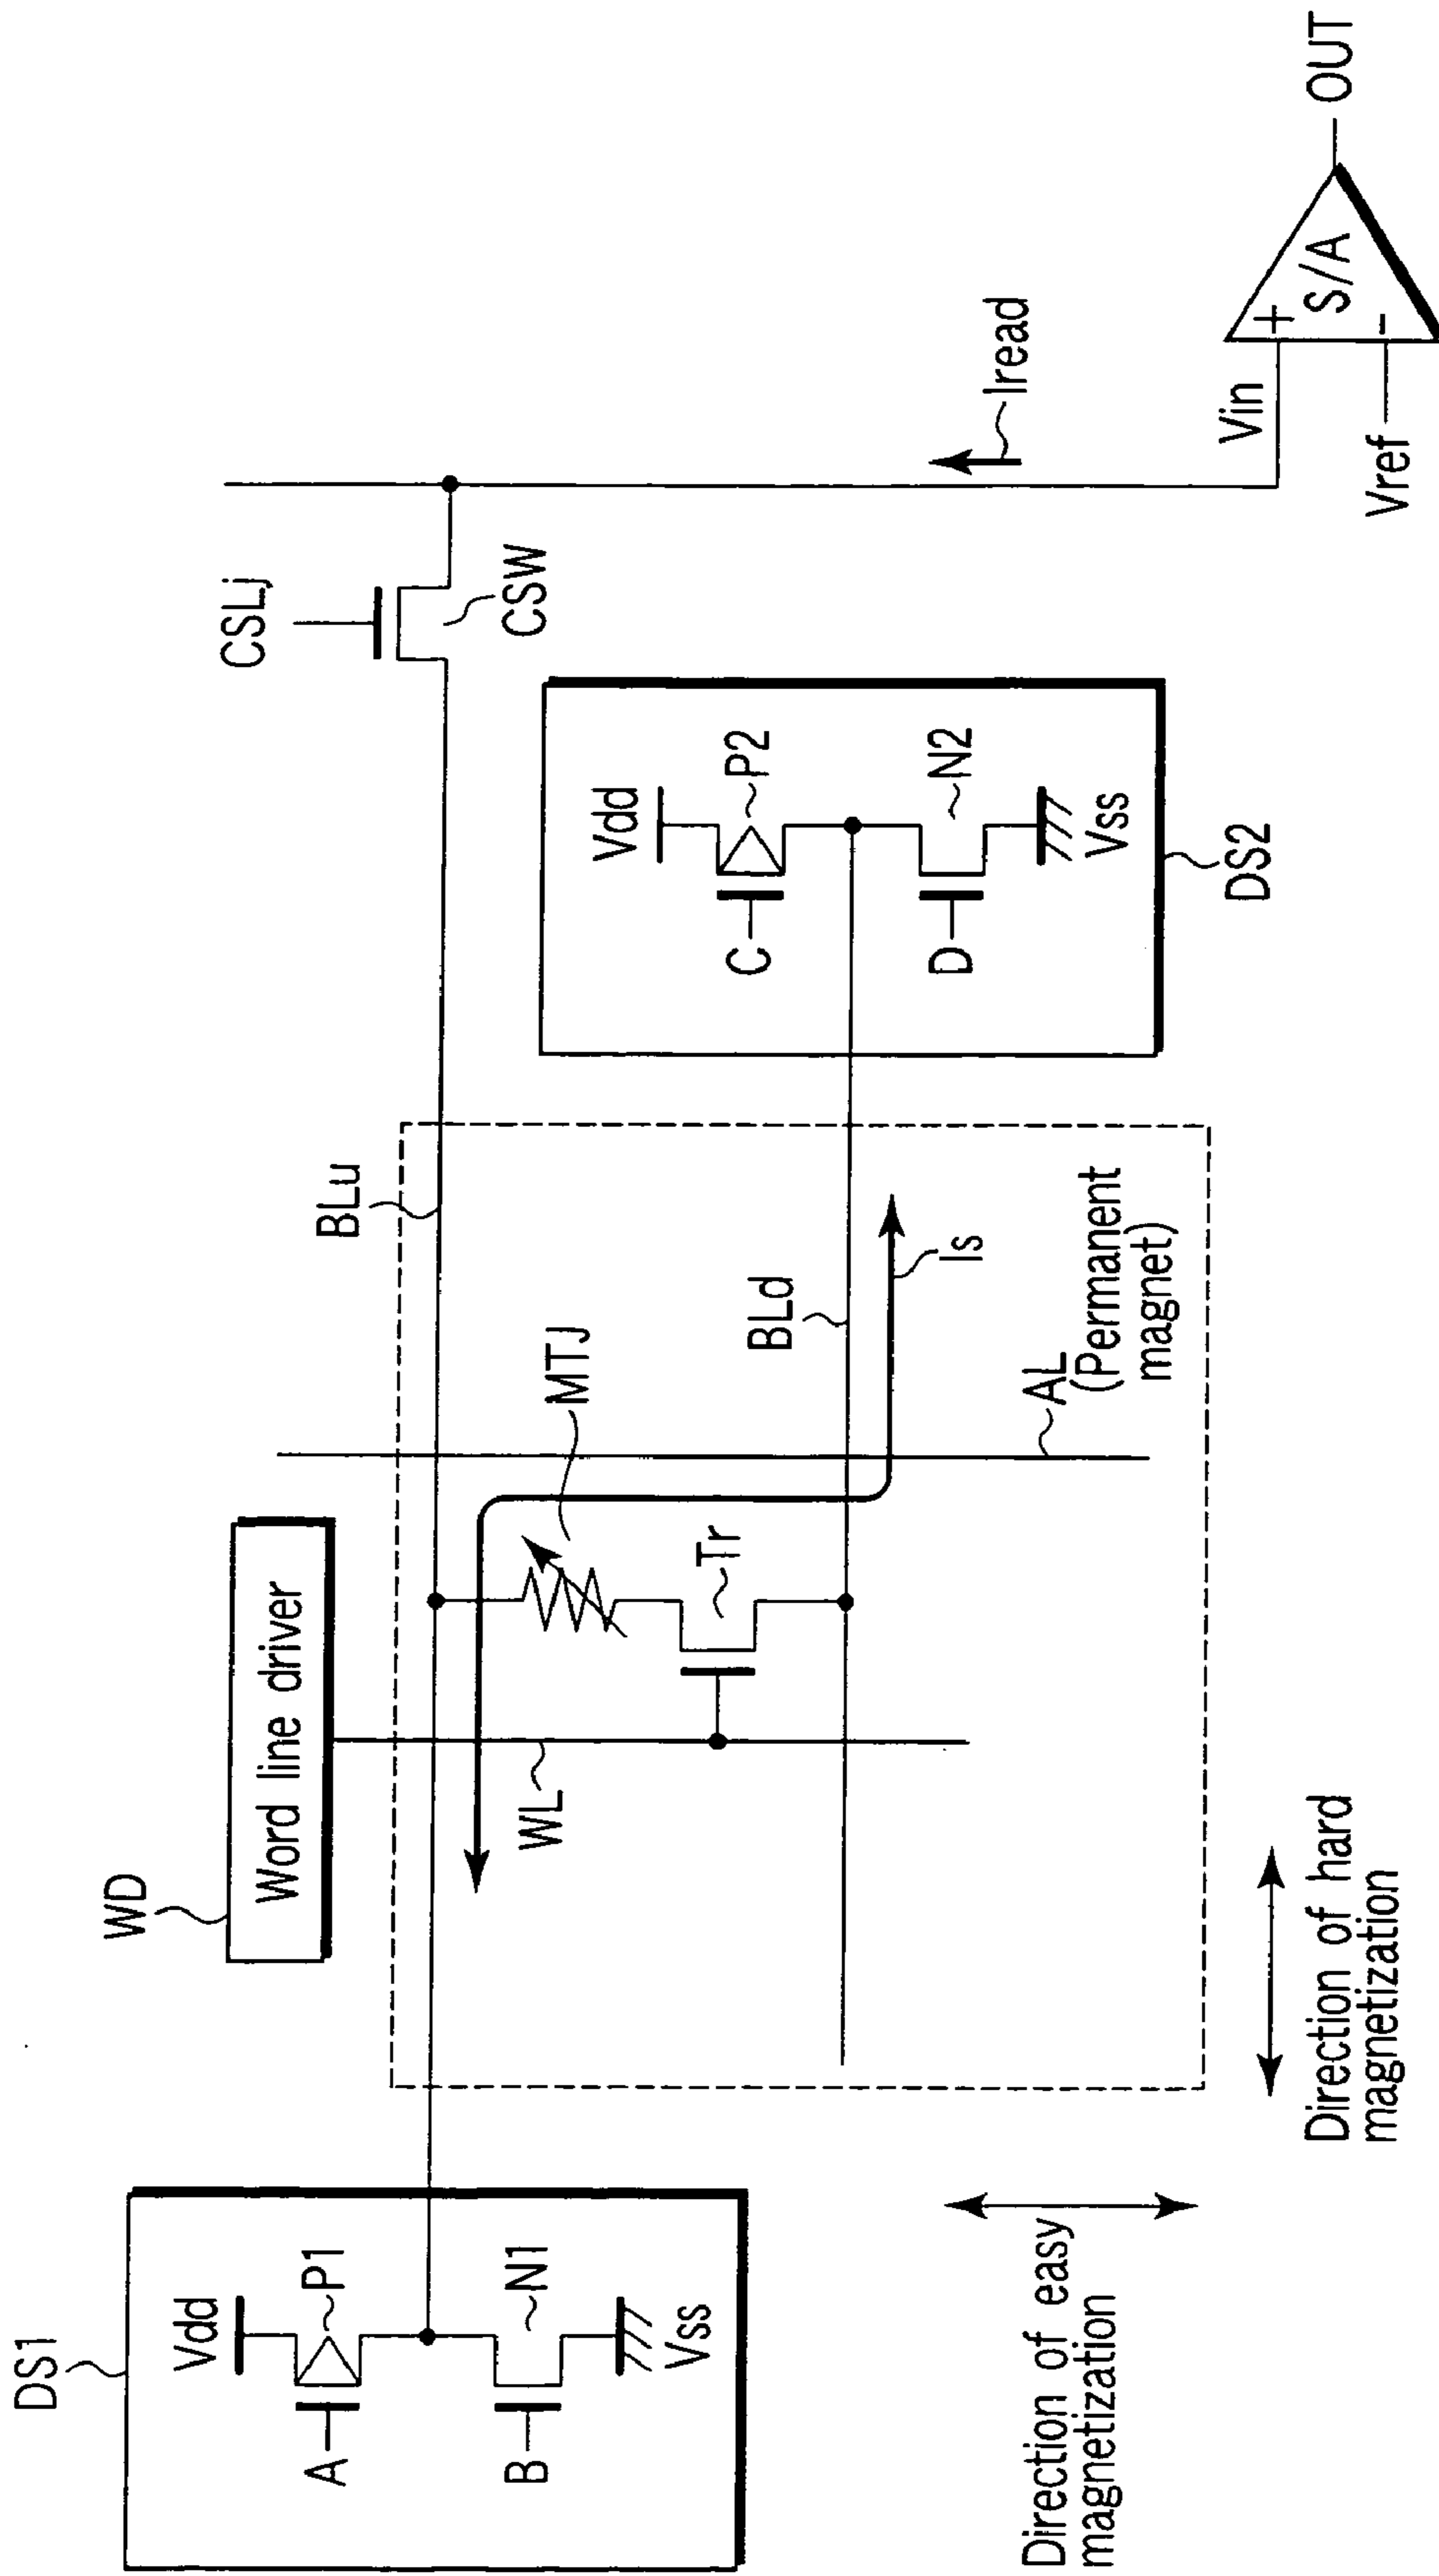 DS1
Vdd
A
P1
B
N1
Vss
WD
Word line driver
WL
MTJ
Tr
BLu
BLd
Is
AL
(Permanent
magnet)
Vdd
C
P2
D
N2
Vss
DS2
CSLj
CSW
Iread
Vin
Vref
+
-
S/A
OUT
Direction of easy
magnetization
Direction of hard
magnetization